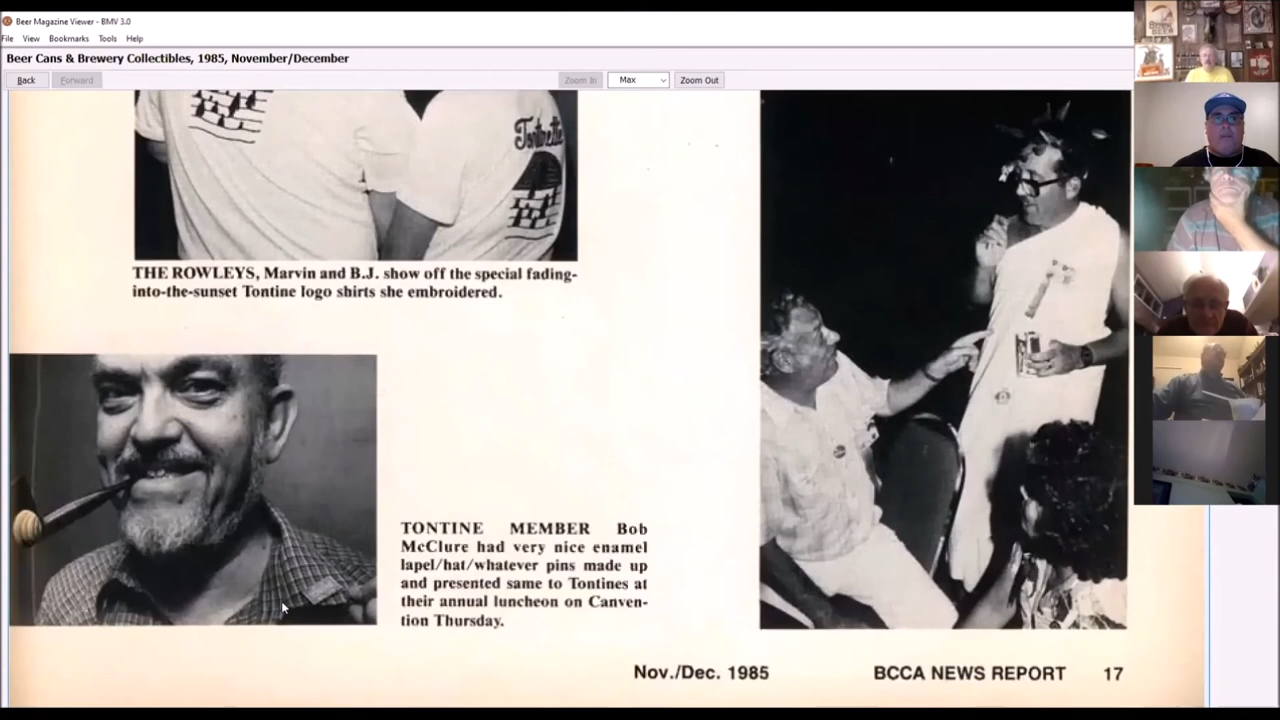 Beer Magazine Viewer - BMV 3.0
File View Bookmarks Tools Help
Beer Cans & Brewery Collectibles, 1985, November/December
Back Forward Zoom In Max Zoom Out
THE ROWLEYS, Marvin and B.J. show off the special fading-
into-the-sunset Tontine logo shirts she embroidered.
TONTINE MEMBER Bob
McClure had very nice enamel
lapel/hat/whatever pins made up
and presented same to Tontines at
their annual luncheon on Canven-
tion Thursday.
Nov./Dec. 1985 BCCA NEWS REPORT 17